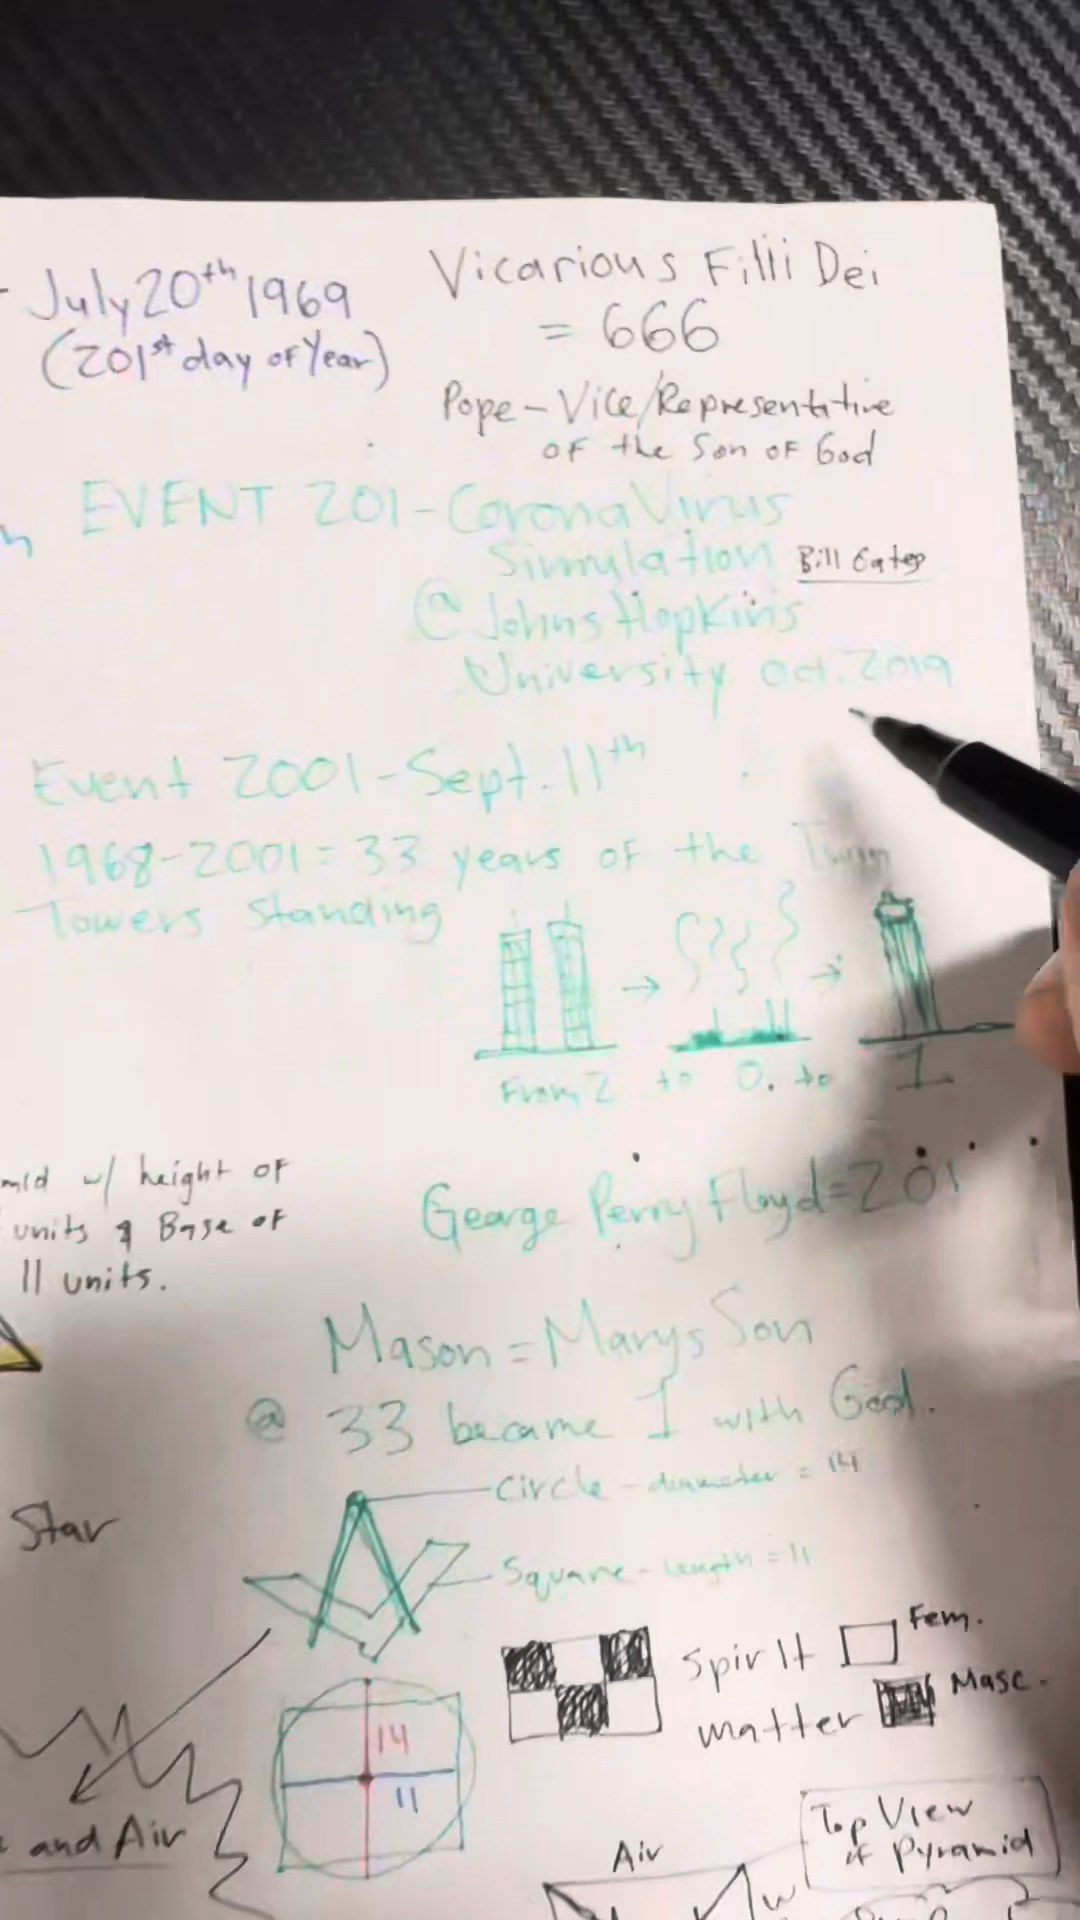 - July 20th 1969
(201st day of Year)
Vicarious Filli Dei
= 666
Pope - Vice/Representative
of the Son of God
EVENT 201 - Corona Virus
Simulation Bill Gates
@ Johns Hopkins
University Oct. 2019
Event 2001 - Sept. 11th
1968-2001 = 33 years of the Twin
Towers Standing
From 2 to 0. to 1
w/ height of
units & Base of
11 units.
George Perry Floyd = 201
Mason = Marys Son
@ 33 became 1 with God.
Circle - diameter = 14
Square - length = 11
Star
14
11
Spirit Fem.
matter Masc.
and Air
Air
Top View
of Pyramid
W